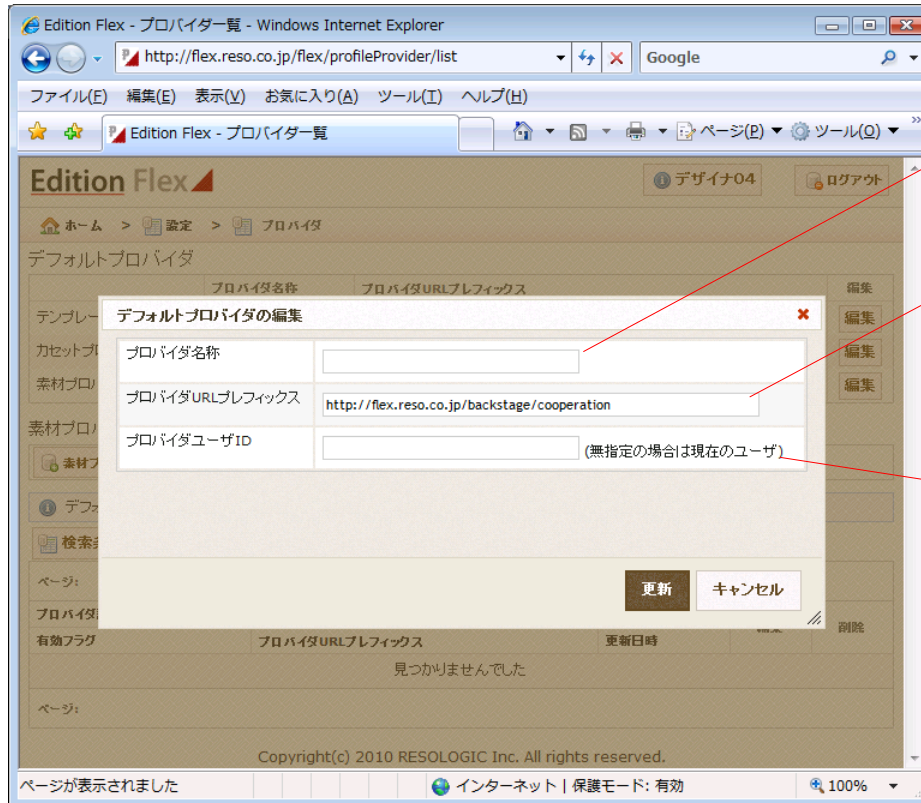 Edition Flex - プロバイダ一覧 - Windows Internet Explorer
http://flex.reso.co.jp/flex/profileProvider/list
Google
ファイル(F) 編集(E) 表示(V) お気に入り(A) ツール(T) ヘルプ(H)
Edition Flex - プロバイダ一覧
ページ(P) ツール(O) »
Edition Flex
デザイナ04
ログアウト
ホーム > 設定 > プロバイダ
デフォルトプロバイダ
プロバイダ名称 プロバイダURLプレフィックス 編集
テンプレー 編集
カセットプロ 編集
素材プロバ 編集
デフォルトプロバイダの編集
プロバイダ名称
プロバイダURLプレフィックス http://flex.reso.co.jp/backstage/cooperation
プロバイダユーザID (無指定の場合は現在のユーザ)
更新 キャンセル
素材プロバ
素材プ
デフォ
検索
ページ:
プロバイダ
編集 削除
有効フラグ プロバイダURLプレフィックス 更新日時
見つかりませんでした
ページ:
Copyright(c) 2010 RESOLOGIC Inc. All rights reserved.
ページが表示されました インターネット | 保護モード: 有効 100%